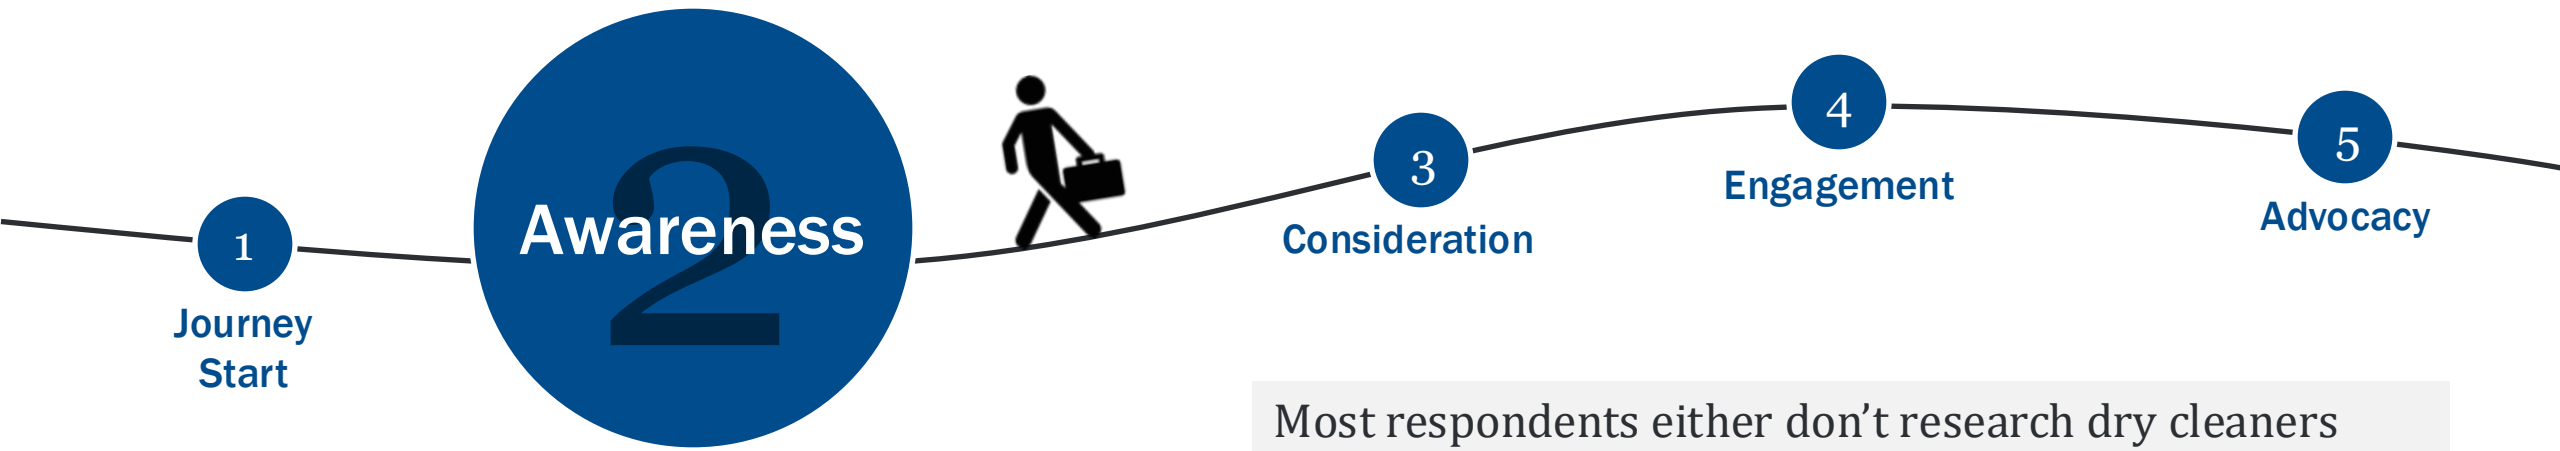 1
Journey
Start
2
Awareness
3
Consideration
4
Engagement
5
Advocacy
Most respondents either don’t research dry cleaners